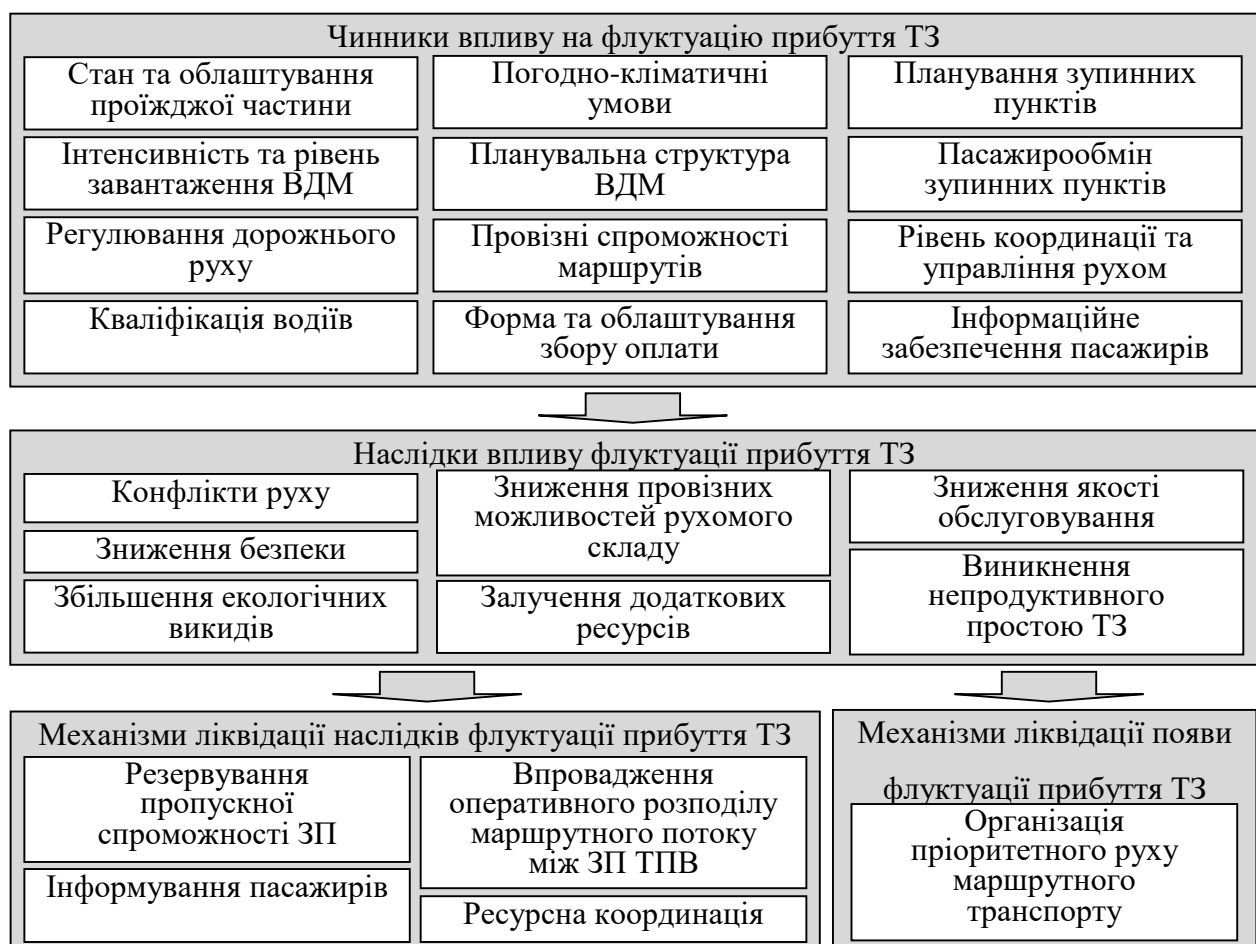 Чинники впливу на флуктуацію прибуття ТЗ
Стан та облаштування
проїжджої частини
Погодно-кліматичні
умови
Планування зупинних
пунктів
Інтенсивність та рівень
завантаження ВДМ
Планувальна структура
ВДМ
Пасажирообмін
зупинних пунктів
Регулювання дорожнього
руху
Провізні спроможності
маршрутів
Рівень координації та
управління рухом
Кваліфікація водіїв
Форма та облаштування
збору оплати
Інформаційне
забезпечення пасажирів
Наслідки впливу флуктуації прибуття ТЗ
Конфлікти руху
Зниження безпеки
Збільшення екологічних
викидів
Зниження провізних
можливостей рухомого
складу
Залучення додаткових
ресурсів
Зниження якості
обслуговування
Виникнення
непродуктивного
простою ТЗ
Механізми ліквідації наслідків флуктуації прибуття ТЗ
Резервування
пропускної
спроможності ЗП
Інформування пасажирів
Впровадження
оперативного розподілу
маршрутного потоку
між ЗП ТПВ
Ресурсна координація
Механізми ліквідації появи
флуктуації прибуття ТЗ
Організація
пріоритетного руху
маршрутного
транспорту